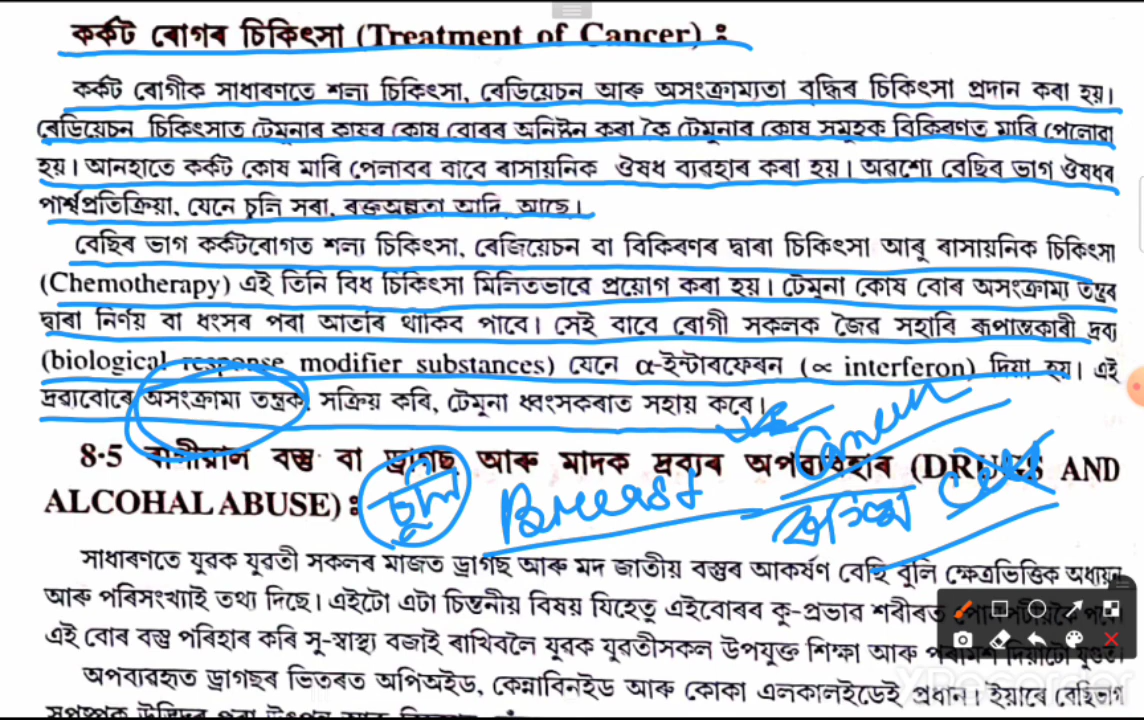 কৰ্কট ৰোগৰ চিকিৎসা (Treatment of Cancer) :
কৰ্কট ৰোগীক সাধাৰণতে শল্য চিকিৎসা, ৰেডিয়েচন আৰু অসংক্ৰাম্যতা বৃদ্ধিৰ চিকিৎসা প্ৰদান কৰা হয়।
ৰেডিয়েচন চিকিৎসাত টেমুনাৰ কাষৰ কোষ বোৰৰ অনিষ্টন কৰা কৈ টেমুনাৰ কোষ সমূহক বিকিৰণত মাৰি পেলোৱা
হয়। আনহাতে কৰ্কট কোষ মাৰি পেলাবৰ বাবে ৰাসায়নিক ঔষধ ব্যৱহাৰ কৰা হয়। অৱশ্যে বেছিৰ ভাগ ঔষধৰ
পাৰ্শ্বপ্ৰতিক্ৰিয়া, যেনে চুলি সৰা, ৰক্তঅল্পতা আদি, আছে।
বেছিৰ ভাগ কৰ্কটৰোগত শল্য চিকিৎসা, ৰেজিয়েচন বা বিকিৰণৰ দ্বাৰা চিকিৎসা আৰু ৰাসায়নিক চিকিৎসা
(Chemotherapy) এই তিনি বিধ চিকিৎসা মিলিতভাবে প্ৰয়োগ কৰা হয়। টেমুনা কোষ বোৰ অসংক্ৰাম্য তন্ত্ৰৰ
দ্বাৰা নিৰ্ণয় বা ধংসৰ পৰা আতৰি থাকিব পাৰে। সেই বাবে ৰোগী সকলক জৈৱ সহাৰি ৰূপান্তকাৰী দ্ৰব্য
(biological response modifier substances) যেনে α-ইন্টাৰফেৰন (∝ interferon) দিয়া হয়। এই
দ্ৰব্যবোৰে অসংক্ৰাম্য তন্ত্ৰক সক্ৰিয় কৰি, টেমুনা ধ্বংসকৰাত সহায় কৰে।
Cancer
8·5 বস্তু বা ড্ৰাগছ আৰু মাদক দ্ৰব্যৰ অপব্যৱহাৰ (DRUGS AND
ALCOHAL ABUSE) :
চুলি Breast
সাধাৰণতে যুৱক যুৱতী সকলৰ মাজত ড্ৰাগছ আৰু মদ জাতীয় বস্তুৰ আকৰ্ষণ বেছি বুলি ক্ষেত্ৰভিত্তিক অধ্যয়ন
আৰু পৰিসংখ্যাই তথ্য দিছে। এইটো এটা চিন্তনীয় বিষয় যিহেতু এইবোৰৰ কু-প্ৰভাৱ শৰীৰত
এই বোৰ বস্তু পৰিহাৰ কৰি সু-স্বাস্থ্য বজাই ৰাখিবলৈ যুৱক যুৱতীসকল উপযুক্ত শিক্ষা আৰু পৰামৰ্শ দিয়াটো যুগুত।
অপব্যৱহৃত ড্ৰাগছৰ ভিতৰত অপিঅইড, কেন্নাবিনইড আৰু কোকা এলকালইডেই প্ৰধান। ইয়াৰে বেছিভাগ
XRecorder